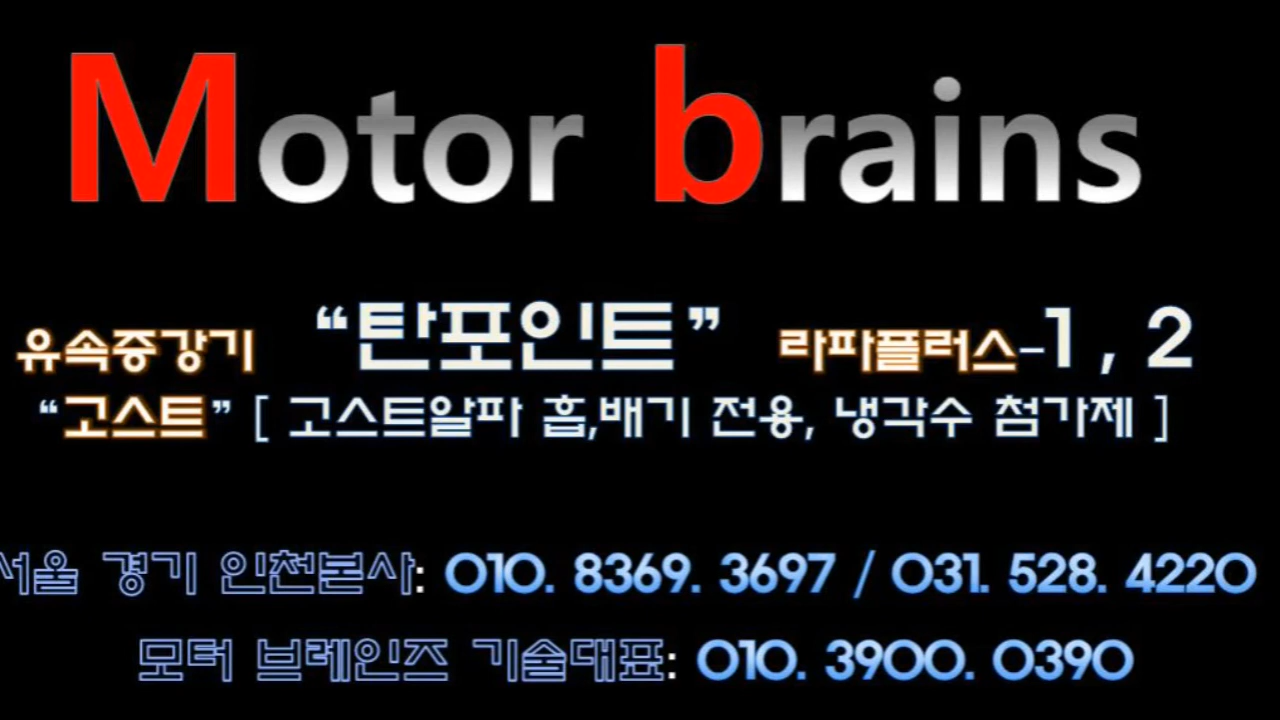 Motor brains
유속증강기 “탄포인트” 라파플러스-1 , 2
“고스트” [ 고스트알파 흡,배기 전용, 냉각수 첨가제 ]
서울 경기 인천본사: 010. 8369. 3697 / 031. 528. 4220
모터 브레인즈 기술대표: 010. 3900. 0390